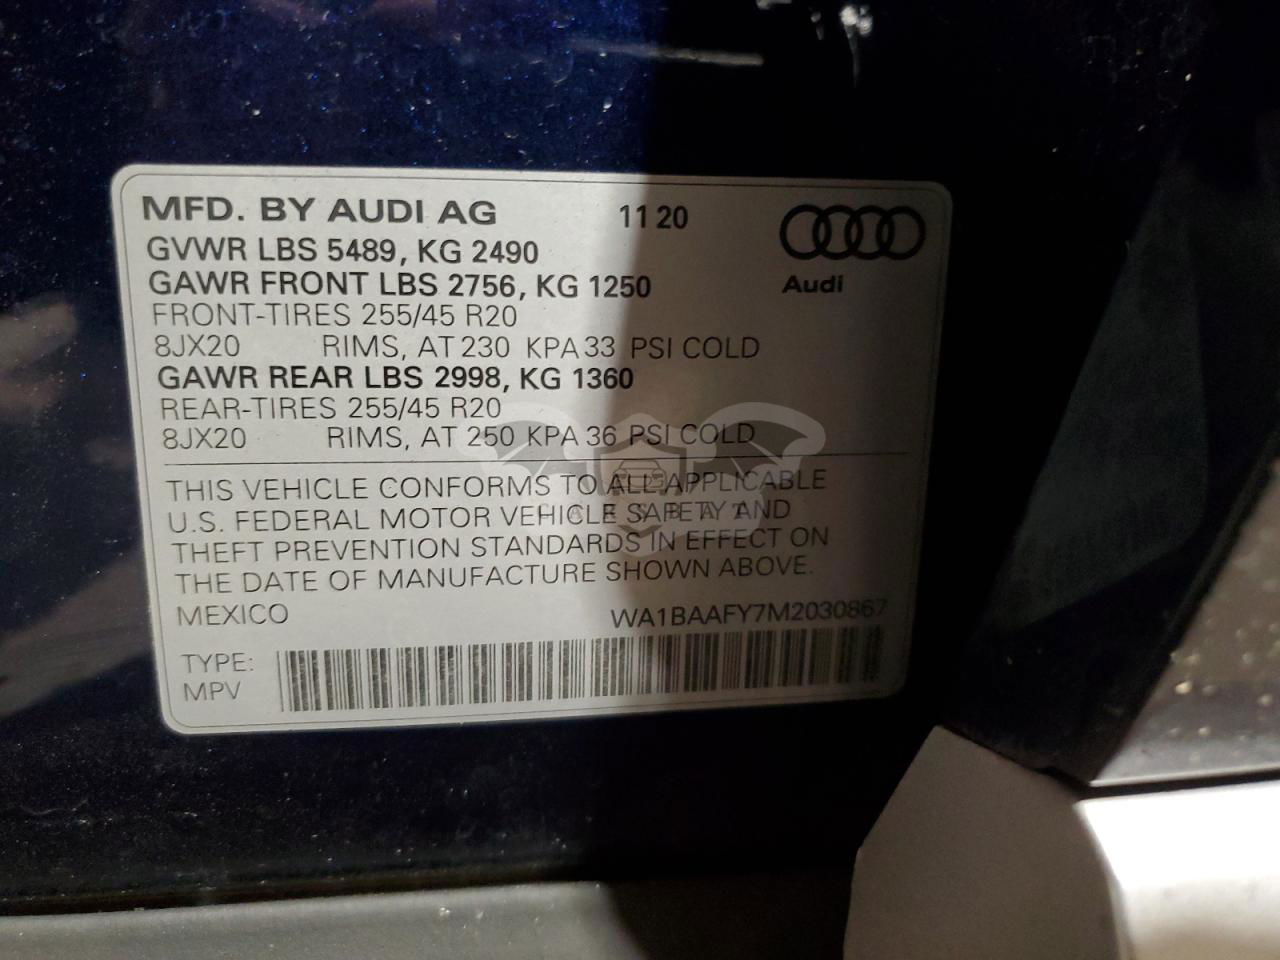 MFD. BY AUDI AG 11 20
GVWR LBS 5489, KG 2490
GAWR FRONT LBS 2756, KG 1250 Audi
FRONT-TIRES 255/45 R20
8JX20 RIMS, AT 230 KPA 33 PSI COLD
GAWR REAR LBS 2998, KG 1360
REAR-TIRES 255/45 R20
8JX20 RIMS, AT 250 KPA 36 PSI COLD
THIS VEHICLE CONFORMS TO ALL APPLICABLE
U.S. FEDERAL MOTOR VEHICLE SAFETY AND
THEFT PREVENTION STANDARDS IN EFFECT ON
THE DATE OF MANUFACTURE SHOWN ABOVE.
MEXICO WA1BAAFY7M2030867
TYPE:
MPV